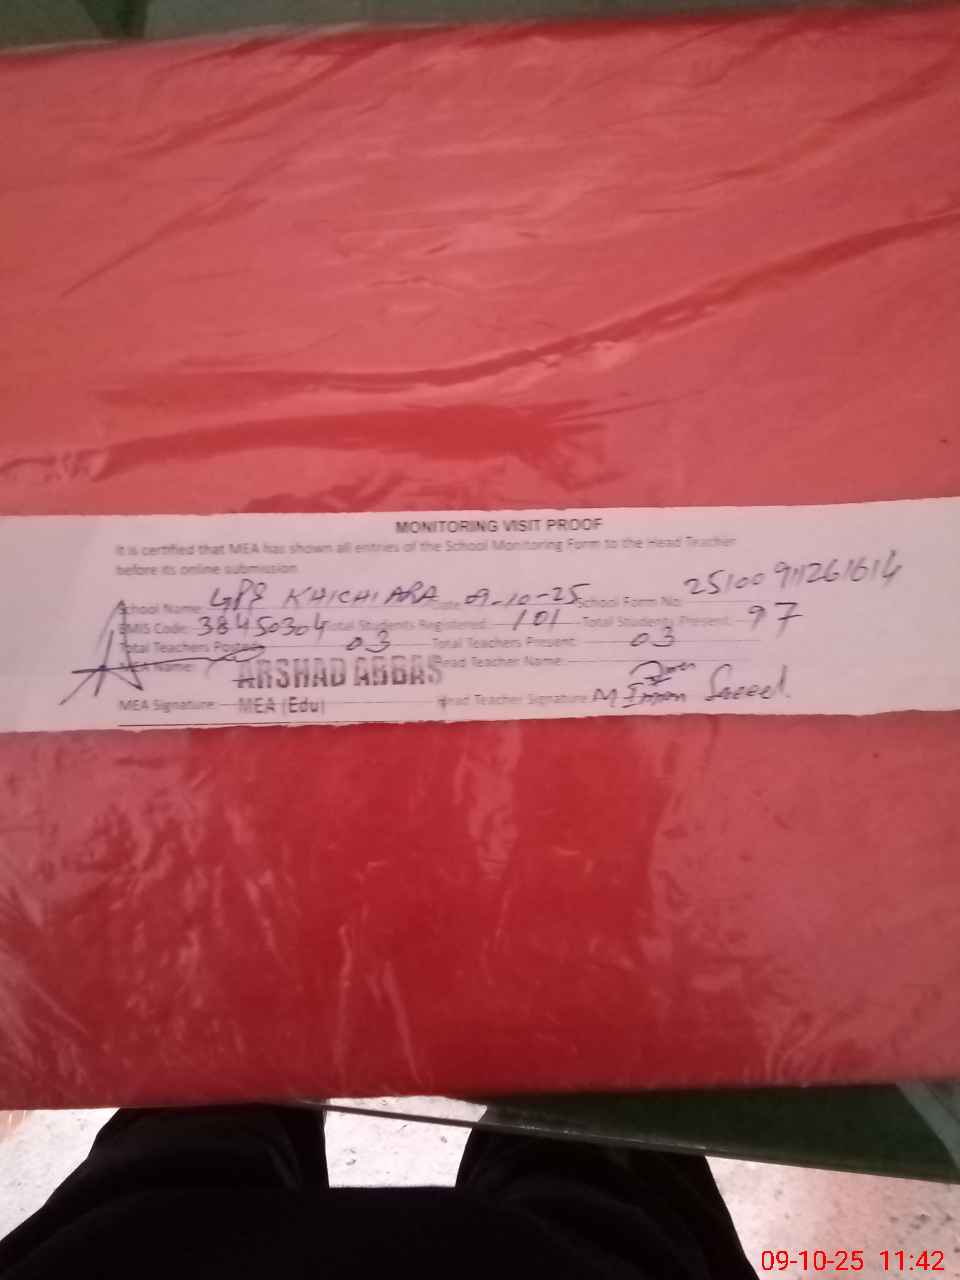 MONITORING VISIT PROOF
It is certified that MEA has shown all entries of the School Monitoring Form to the Head Teacher
before its online submission
School Name: GPS KHICHI ARA Date 09-10-25 School Form No: 25100911261614
EMIS Code: 38450304 Total Students Registered: 101 Total Students Present: 97
Total Teachers Posted: 03 Total Teachers Present: 03
MEA Name: ARSHAD ABBAS Head Teacher Name:
MEA Signature: MEA (Edu) Head Teacher Signature: M Imran Saeed
09-10-25 11:42